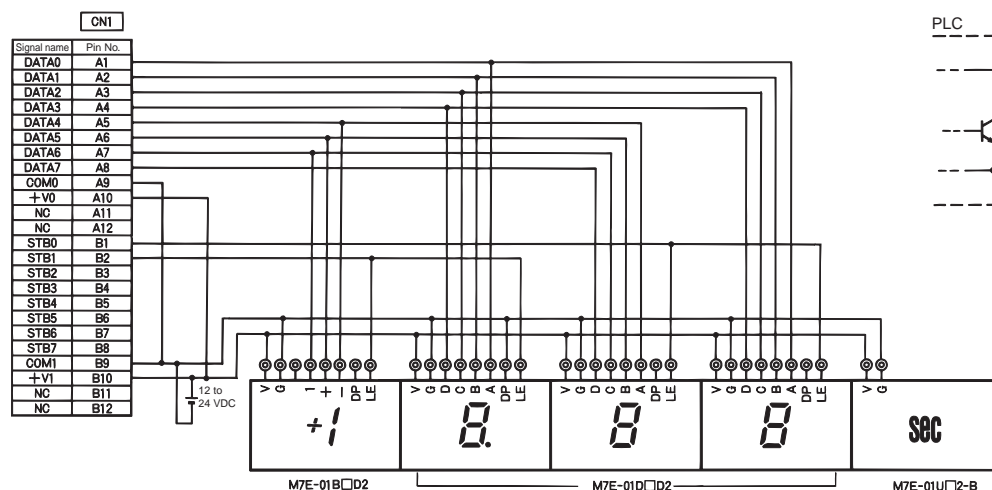 CN1
PLC
Signal name Pin No.
DATA0 A1
DATA1 A2
DATA2 A3
DATA3 A4
DATA4 A5
DATA5 A6
DATA6 A7
DATA7 A8
COM0 A9
+V0 A10
NC A11
NC A12
STB0 B1
STB1 B2
STB2 B3
STB3 B4
STB4 B5
STB5 B6
STB6 B7
STB7 B8
COM1 B9
+V1 B10
NC B11
NC B12
12 to
24 VDC
V G 1 + − DP LE
V G D C B A DP LE
V G D C B A DP LE
V G D C B A DP LE
V G
+1
8.
8
8
sec
M7E-01B□D2
M7E-01D□D2
M7E-01U□2-B